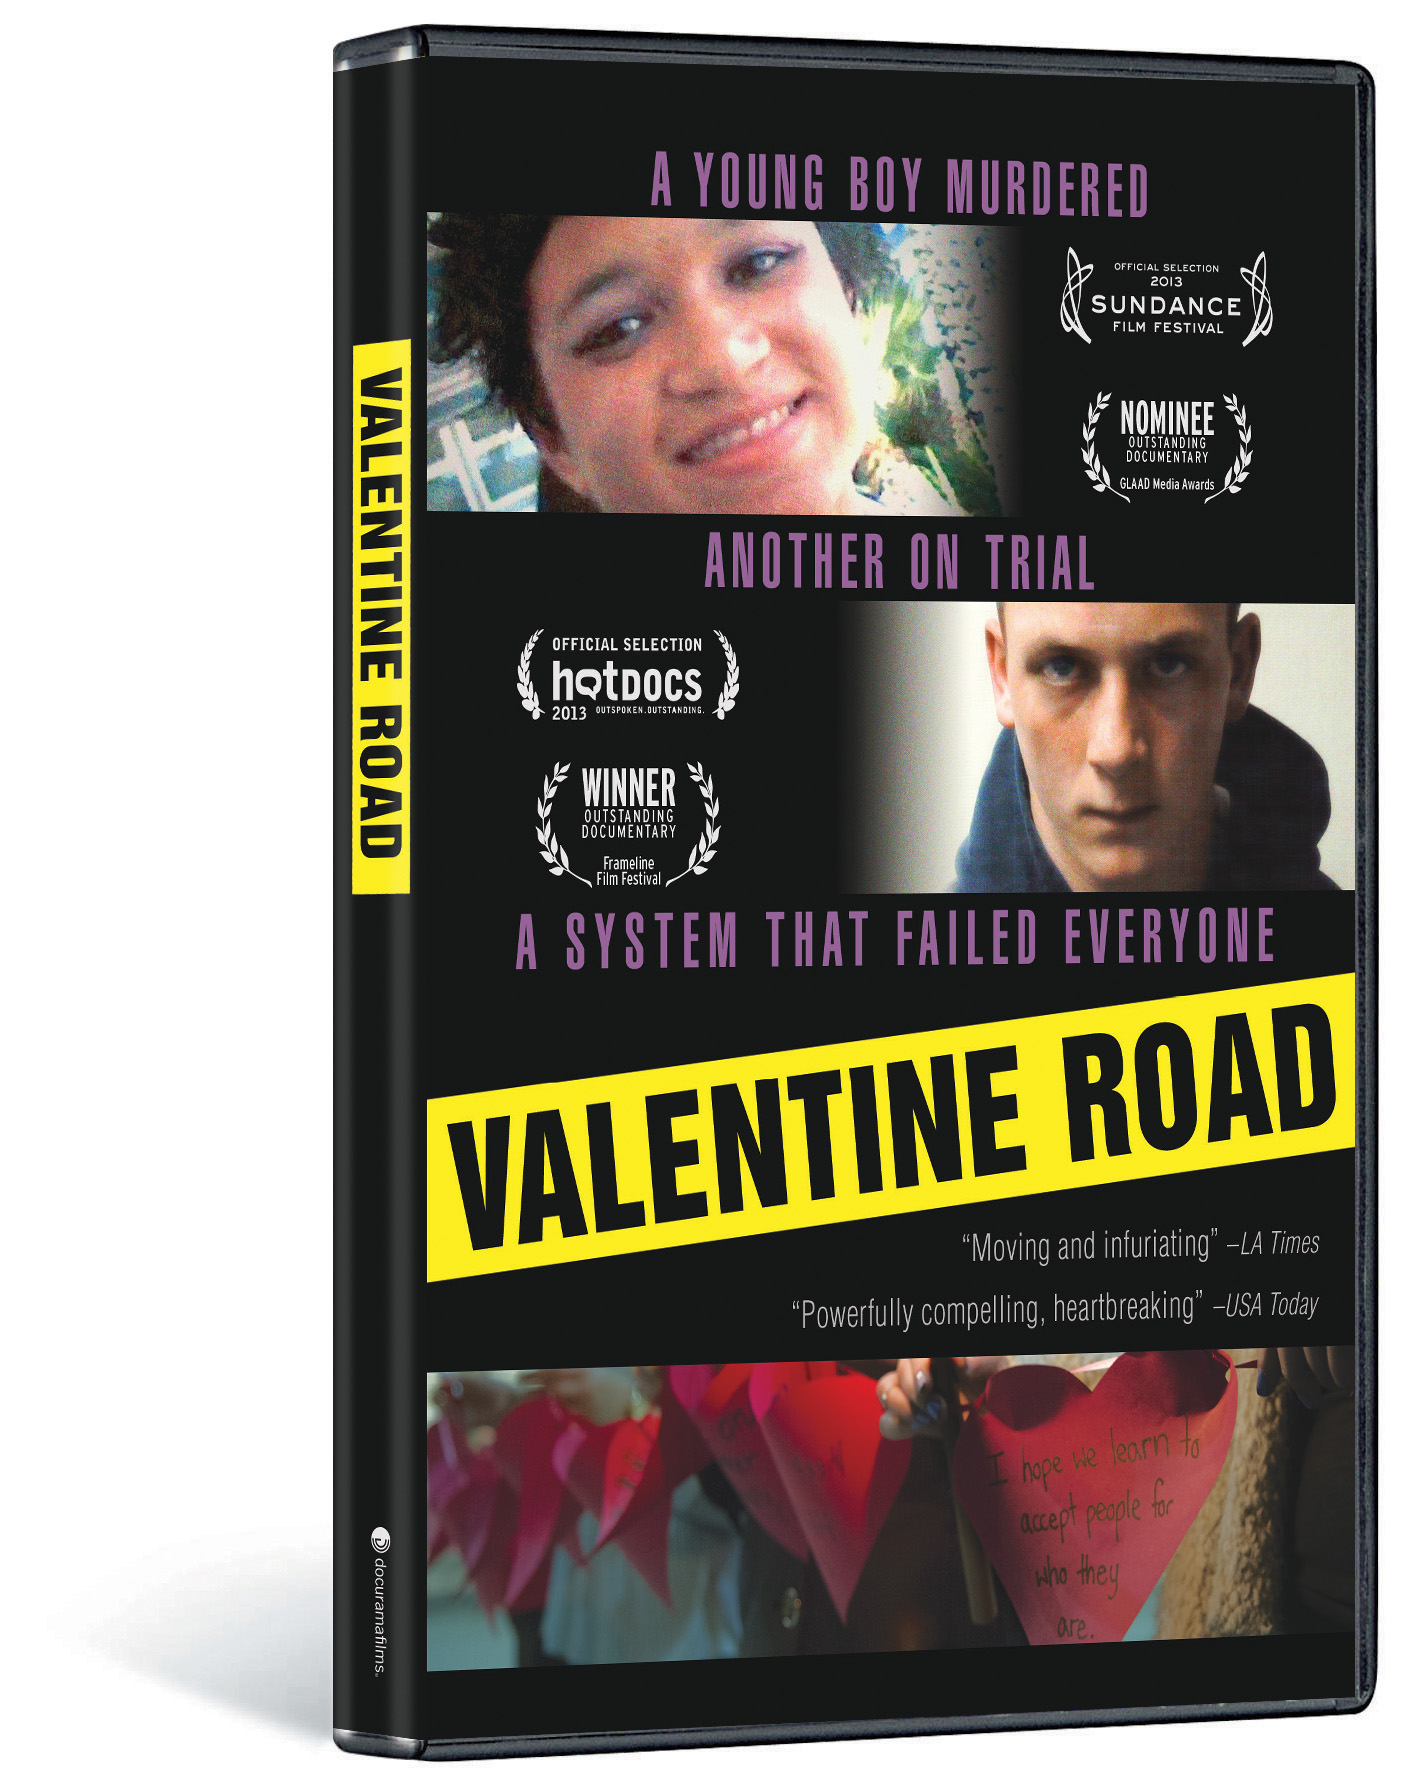 A YOUNG BOY MURDERED
OFFICIAL SELECTION
2013
SUNDANCE
FILM FESTIVAL
NOMINEE
OUTSTANDING
DOCUMENTARY
GLAAD Media Awards
ANOTHER ON TRIAL
OFFICIAL SELECTION
hotDOCS
2013 OUTSPOKEN.OUTSTANDING.
WINNER
OUTSTANDING
DOCUMENTARY
Frameline
Film Festival
A SYSTEM THAT FAILED EVERYONE
VALENTINE ROAD
“Moving and infuriating” –LA Times
“Powerfully compelling, heartbreaking” –USA Today
I hope we learn to
accept people for
who they
are.
VALENTINE ROAD
docuramafilms.